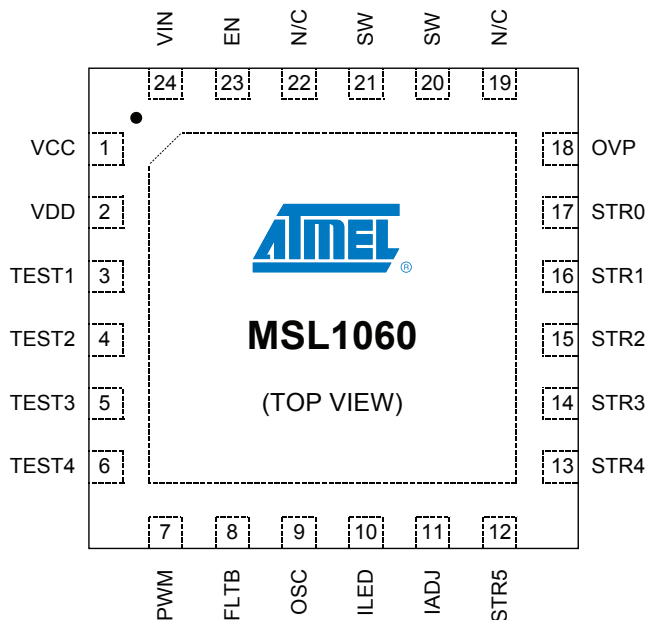 VIN EN N/C SW SW N/C
24 23 22 21 20 19
VCC 1 18 OVP
VDD 2 17 STR0
TEST1 3 16 STR1
TEST2 4 15 STR2
TEST3 5 14 STR3
TEST4 6 13 STR4
ATMEL ®
MSL1060
(TOP VIEW)
7 8 9 10 11 12
PWM FLTB OSC ILED IADJ STR5